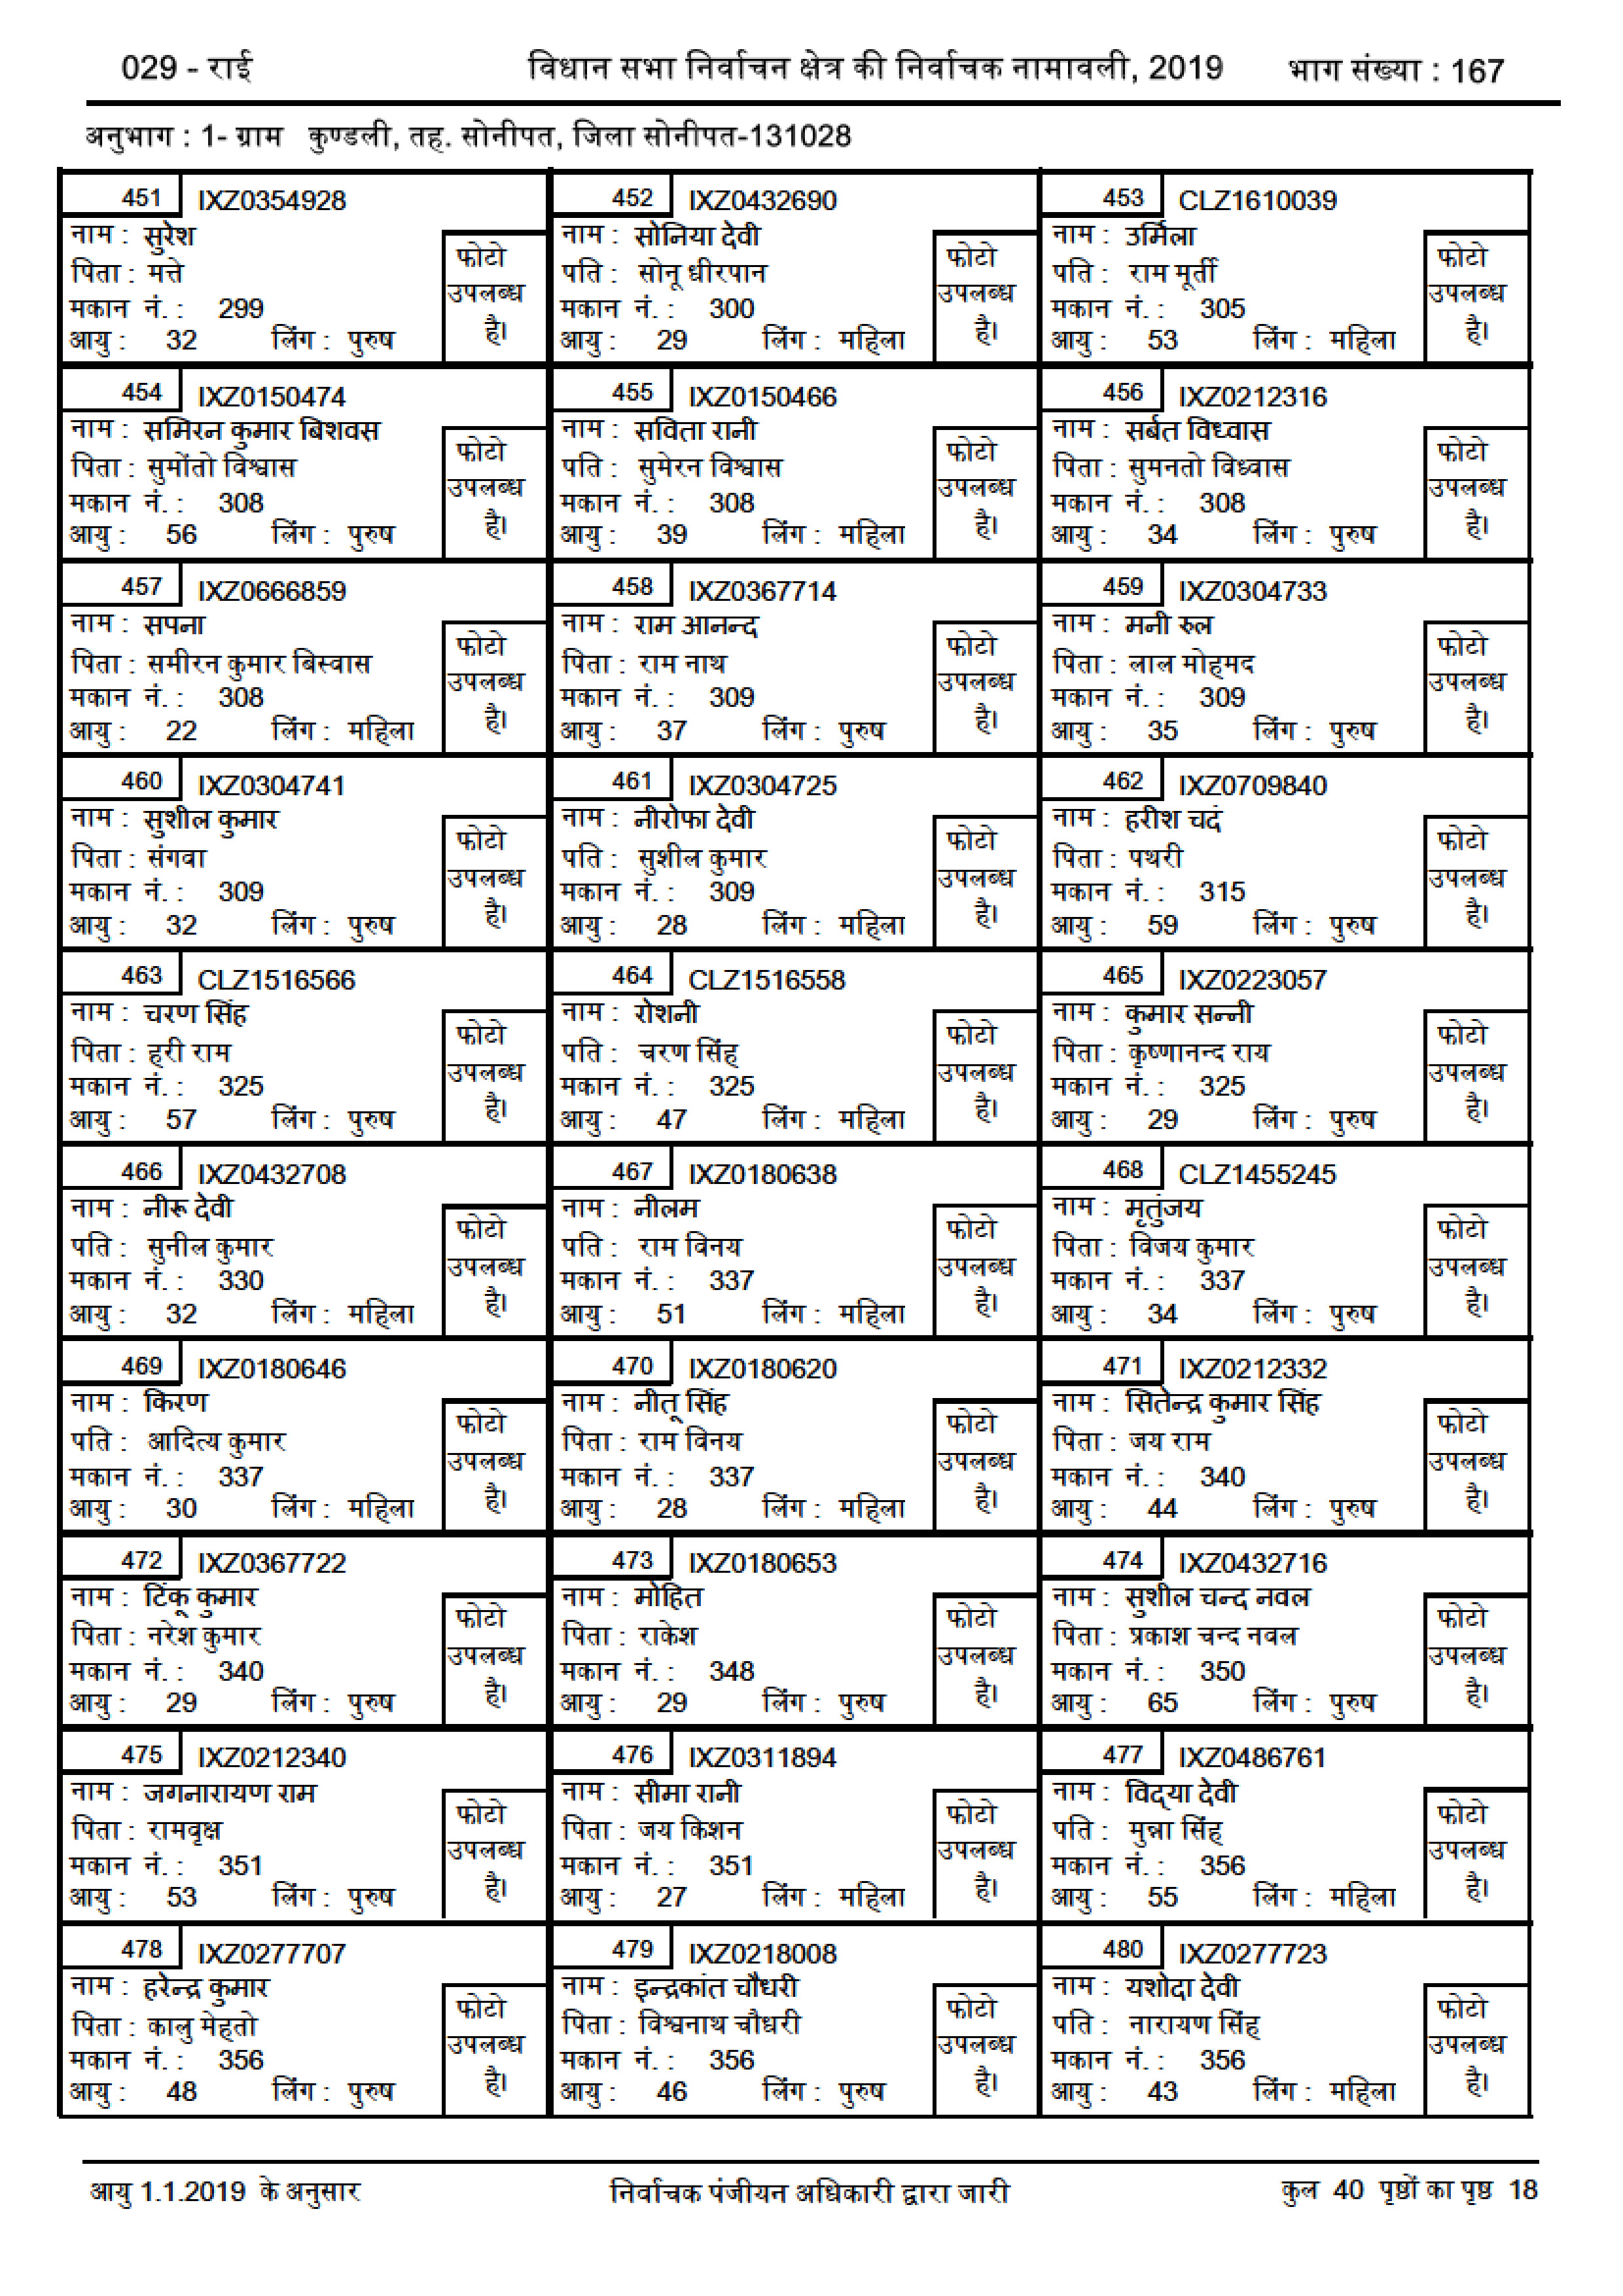 029 - राई विधान सभा निर्वाचन क्षेत्र की निर्वाचक नामावली, 2019 भाग संख्या : 167
अनुभाग : 1- ग्राम कुण्डली, तह. सोनीपत, जिला सोनीपत-131028
451 IXZ0354928
नाम : सुरेश
पिता : मत्ते
मकान नं. : 299
आयु : 32 लिंग : पुरुष
फोटो
उपलब्ध
है।
452 IXZ0432690
नाम : सोनिया देवी
पति : सोनू धीरपान
मकान नं. : 300
आयु : 29 लिंग : महिला
फोटो
उपलब्ध
है।
453 CLZ1610039
नाम : उर्मिला
पति : राम मूर्ती
मकान नं. : 305
आयु : 53 लिंग : महिला
फोटो
उपलब्ध
है।
454 IXZ0150474
नाम : समिरन कुमार बिशवस
पिता : सुमोंतो विश्वास
मकान नं. : 308
आयु : 56 लिंग : पुरुष
फोटो
उपलब्ध
है।
455 IXZ0150466
नाम : सविता रानी
पति : सुमेरन विश्वास
मकान नं. : 308
आयु : 39 लिंग : महिला
फोटो
उपलब्ध
है।
456 IXZ0212316
नाम : सर्बत विध्वास
पिता : सुमनतो विध्वास
मकान नं. : 308
आयु : 34 लिंग : पुरुष
फोटो
उपलब्ध
है।
457 IXZ0666859
नाम : सपना
पिता : समीरन कुमार बिस्वास
मकान नं. : 308
आयु : 22 लिंग : महिला
फोटो
उपलब्ध
है।
458 IXZ0367714
नाम : राम आनन्द
पिता : राम नाथ
मकान नं. : 309
आयु : 37 लिंग : पुरुष
फोटो
उपलब्ध
है।
459 IXZ0304733
नाम : मनी रुल
पिता : लाल मोहमद
मकान नं. : 309
आयु : 35 लिंग : पुरुष
फोटो
उपलब्ध
है।
460 IXZ0304741
नाम : सुशील कुमार
पिता : संगवा
मकान नं. : 309
आयु : 32 लिंग : पुरुष
फोटो
उपलब्ध
है।
461 IXZ0304725
नाम : नीरोफा देवी
पति : सुशील कुमार
मकान नं. : 309
आयु : 28 लिंग : महिला
फोटो
उपलब्ध
है।
462 IXZ0709840
नाम : हरीश चदं
पिता : पथरी
मकान नं. : 315
आयु : 59 लिंग : पुरुष
फोटो
उपलब्ध
है।
463 CLZ1516566
नाम : चरण सिंह
पिता : हरी राम
मकान नं. : 325
आयु : 57 लिंग : पुरुष
फोटो
उपलब्ध
है।
464 CLZ1516558
नाम : रोशनी
पति : चरण सिंह
मकान नं. : 325
आयु : 47 लिंग : महिला
फोटो
उपलब्ध
है।
465 IXZ0223057
नाम : कुमार सन्नी
पिता : कृष्णानन्द राय
मकान नं. : 325
आयु : 29 लिंग : पुरुष
फोटो
उपलब्ध
है।
466 IXZ0432708
नाम : नीरू देवी
पति : सुनील कुमार
मकान नं. : 330
आयु : 32 लिंग : महिला
फोटो
उपलब्ध
है।
467 IXZ0180638
नाम : नीलम
पति : राम विनय
मकान नं. : 337
आयु : 51 लिंग : महिला
फोटो
उपलब्ध
है।
468 CLZ1455245
नाम : मृतुंजय
पिता : विजय कुमार
मकान नं. : 337
आयु : 34 लिंग : पुरुष
फोटो
उपलब्ध
है।
469 IXZ0180646
नाम : किरण
पति : आदित्य कुमार
मकान नं. : 337
आयु : 30 लिंग : महिला
फोटो
उपलब्ध
है।
470 IXZ0180620
नाम : नीतू सिंह
पिता : राम विनय
मकान नं. : 337
आयु : 28 लिंग : महिला
फोटो
उपलब्ध
है।
471 IXZ0212332
नाम : सितेन्द्र कुमार सिंह
पिता : जय राम
मकान नं. : 340
आयु : 44 लिंग : पुरुष
फोटो
उपलब्ध
है।
472 IXZ0367722
नाम : टिंकू कुमार
पिता : नरेश कुमार
मकान नं. : 340
आयु : 29 लिंग : पुरुष
फोटो
उपलब्ध
है।
473 IXZ0180653
नाम : मोहित
पिता : राकेश
मकान नं. : 348
आयु : 29 लिंग : पुरुष
फोटो
उपलब्ध
है।
474 IXZ0432716
नाम : सुशील चन्द नवल
पिता : प्रकाश चन्द नवल
मकान नं. : 350
आयु : 65 लिंग : पुरुष
फोटो
उपलब्ध
है।
475 IXZ0212340
नाम : जगनारायण राम
पिता : रामवृक्ष
मकान नं. : 351
आयु : 53 लिंग : पुरुष
फोटो
उपलब्ध
है।
476 IXZ0311894
नाम : सीमा रानी
पिता : जय किशन
मकान नं. : 351
आयु : 27 लिंग : महिला
फोटो
उपलब्ध
है।
477 IXZ0486761
नाम : विद्‌या देवी
पति : मुन्ना सिंह
मकान नं. : 356
आयु : 55 लिंग : महिला
फोटो
उपलब्ध
है।
478 IXZ0277707
नाम : हरेन्द्र कुमार
पिता : कालु मेहतो
मकान नं. : 356
आयु : 48 लिंग : पुरुष
फोटो
उपलब्ध
है।
479 IXZ0218008
नाम : इन्द्रकांत चौधरी
पिता : विश्वनाथ चौधरी
मकान नं. : 356
आयु : 46 लिंग : पुरुष
फोटो
उपलब्ध
है।
480 IXZ0277723
नाम : यशोदा देवी
पति : नारायण सिंह
मकान नं. : 356
आयु : 43 लिंग : महिला
फोटो
उपलब्ध
है।
आयु 1.1.2019 के अनुसार निर्वाचक पंजीयन अधिकारी द्वारा जारी कुल 40 पृष्ठों का पृष्ठ 18